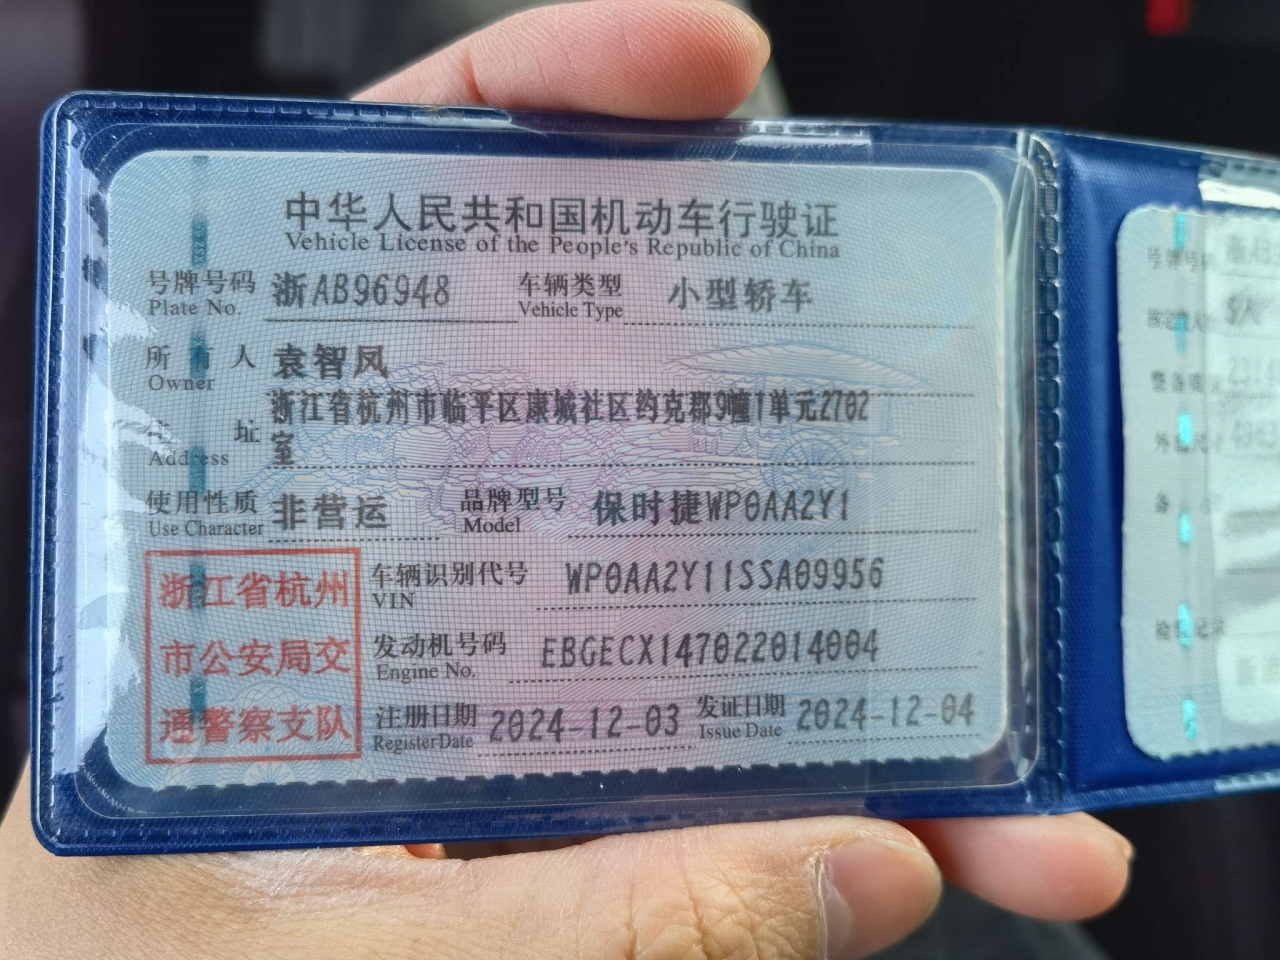 中华人民共和国机动车行驶证
Vehicle License of the People's Republic of China
号牌号码 浙AB96948 车辆类型 小型轿车
Plate No. Vehicle Type
所有人 袁智凤
Owner
住址 浙江省杭州市临平区康城社区约克郡9幢1单元2702
室
Address
使用性质 非营运 品牌型号 保时捷WP0AA2Y1
Use Character Model
车辆识别代号 WP0AA2Y11SSA09956
VIN
发动机号码 EBGECX147022014004
Engine No.
注册日期 2024-12-03 发证日期 2024-12-04
Register Date Issue Date
浙江省杭州
市公安局交
通警察支队
号牌号